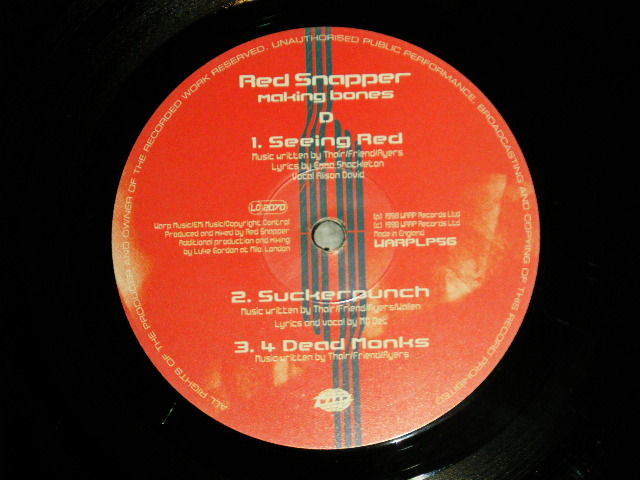 ALL RIGHTS OF THE PRODUCER AND OWNER OF THE RECORDED WORK RESERVED. UNAUTHORISED PUBLIC PERFORMANCE, BROADCASTING AND COPYING OF THIS RECORD PROHIBITED
Red Snapper
Making bones
D
1. Seeing Red
Music written by Thair/Friend/Ayers
Lyrics by Esme Shackleton
Vocal Alison David
LC 2070
Warp Music/EMI Music/Copyright Control
Produced and mixed by Red Snapper
Additional production and mixing
by Luke Gordon at Milo, London
(p) 1998 WARP Records Ltd
(c) 1998 WARP Records Ltd
Made in England
WARPLP56
2. Suckerpunch
Music written by Thair/Friend/Ayers/Wallen
Lyrics and vocal by MC Det
3. 4 Dead Monks
Music written by Thair/Friend/Ayers
WARP